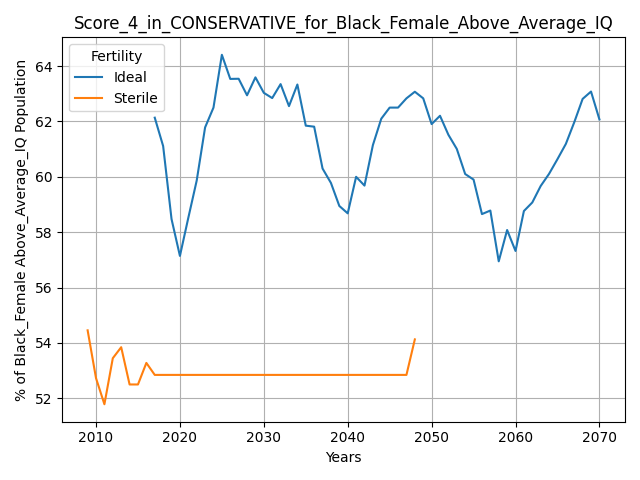 Score_4_in_CONSERVATIVE_for_Black_Female_Above_Average_IQ
Fertility
Ideal
Sterile
% of Black_Female Above_Average_IQ Population
64
62
60
58
56
54
52
2010
2020
2030
2040
2050
2060
2070
Years